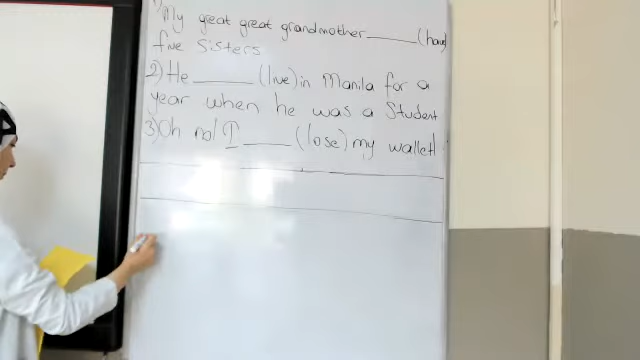 1) My great great grandmother ______ (have)
five sisters
2) He ______ (live) in Manila for a
year when he was a student
3) Oh no! I _____ (lose) my wallet!